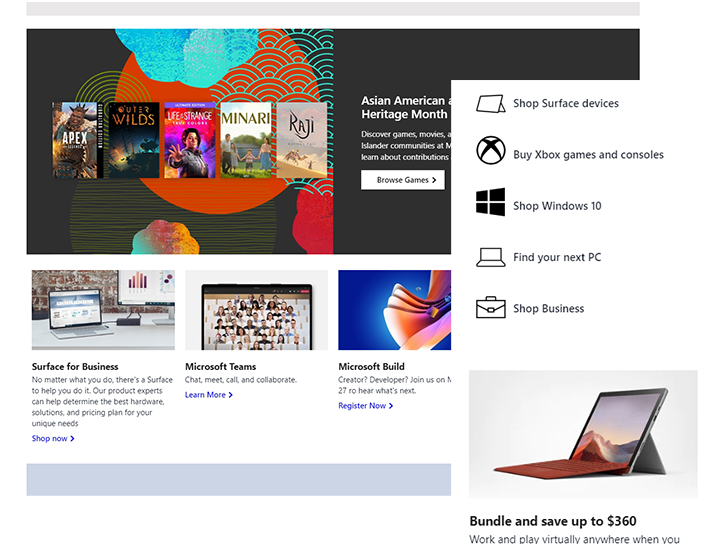 Asian American a
Heritage Month
Discover games, movies, a
Islander communities at M
learn about contributions
Browse Games
APEX
LEGENDS
OUTER
WILDS
ULTIMATE EDITION
LIFE STRANGE
TRUE COLORS
MINARI
RAJI
Shop Surface devices
Buy Xbox games and consoles
Shop Windows 10
Find your next PC
Shop Business
Surface for Business
No matter what you do, there's a Surface
to help you do it. Our product experts
can help determine the best hardware,
solutions, and pricing plan for your
unique needs
Shop now
Microsoft Teams
Chat, meet, call, and collaborate.
Learn More
Microsoft Build
Creator? Developer? Join us on M
27 ro hear what's next.
Register Now
Bundle and save up to $360
Work and play virtually anywhere when you